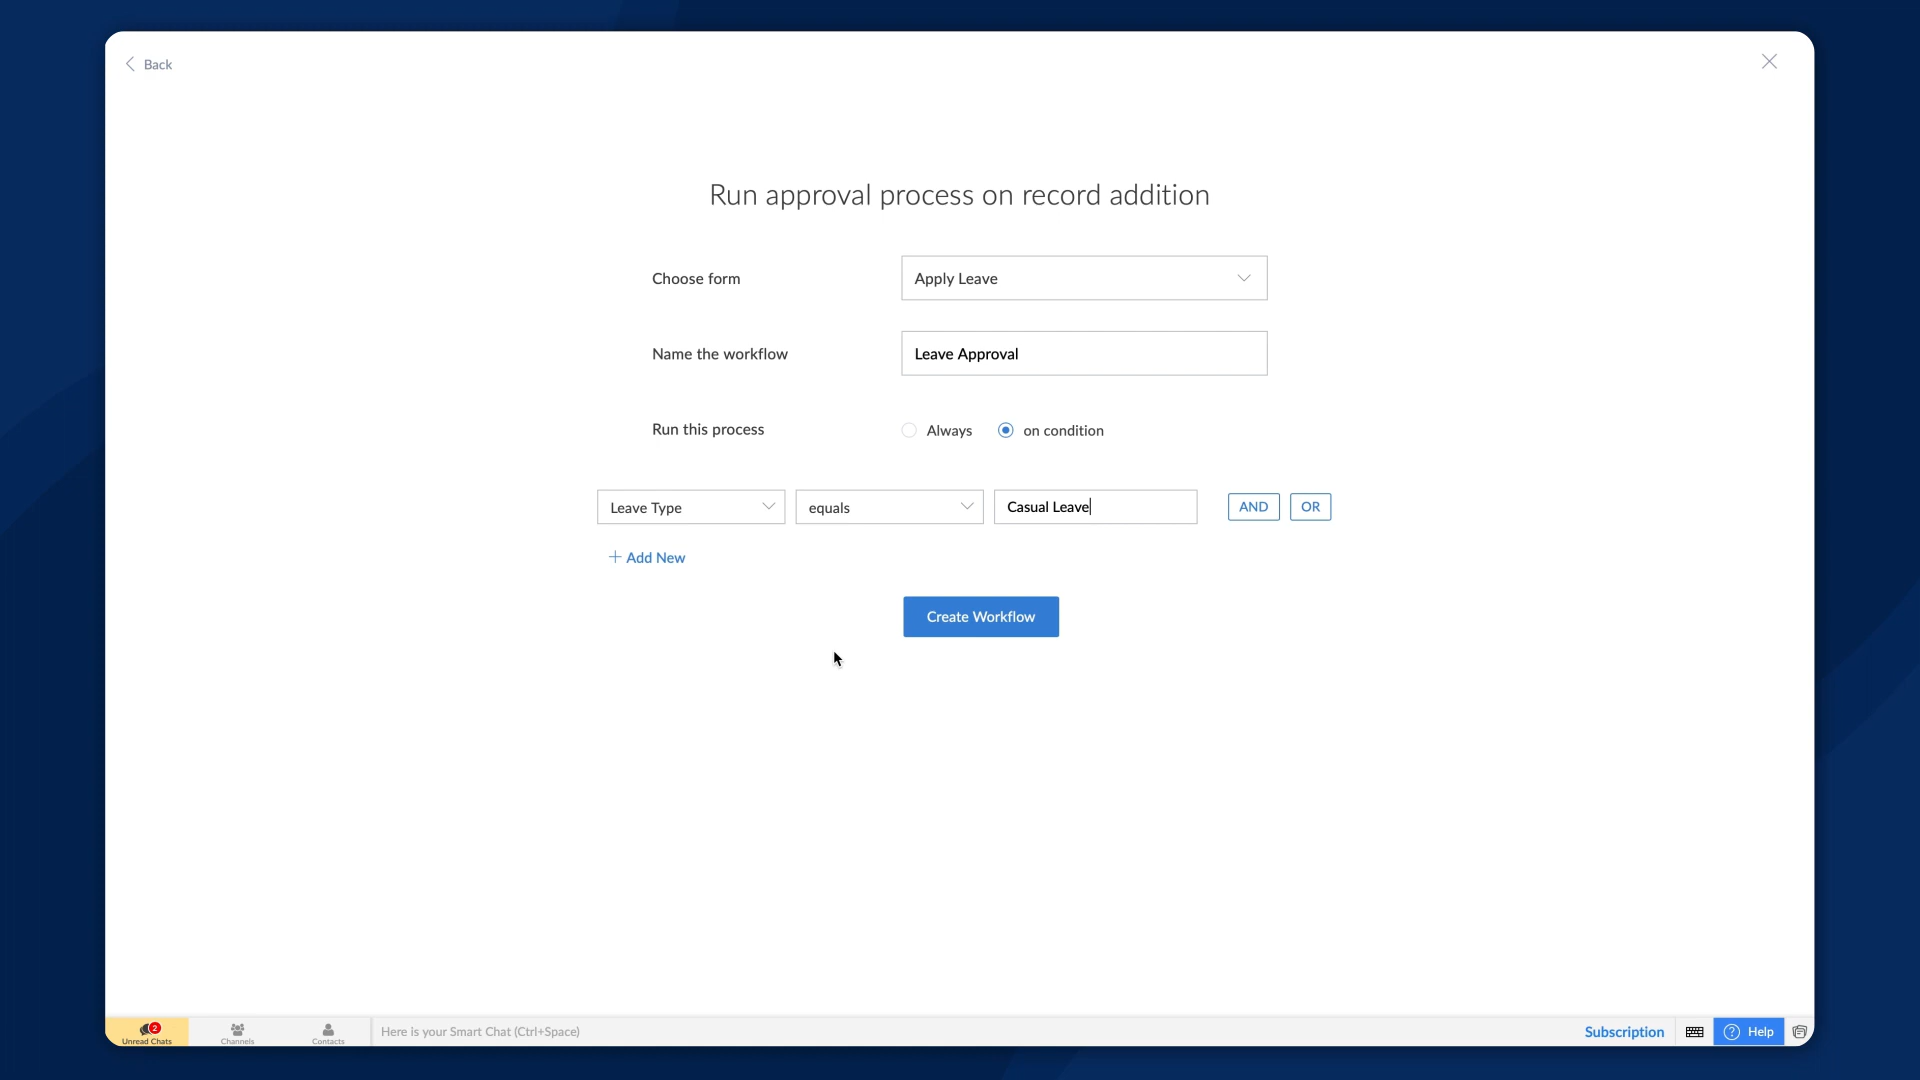 Back
Run approval process on record addition
Choose form
Apply Leave
Name the workflow
Leave Approval
Run this process
Always
on condition
Leave Type
equals
Casual Leave
AND
OR
+ Add New
Create Workflow
2
Unread Chats
Channels
Contacts
Here is your Smart Chat (Ctrl+Space)
Subscription
? Help